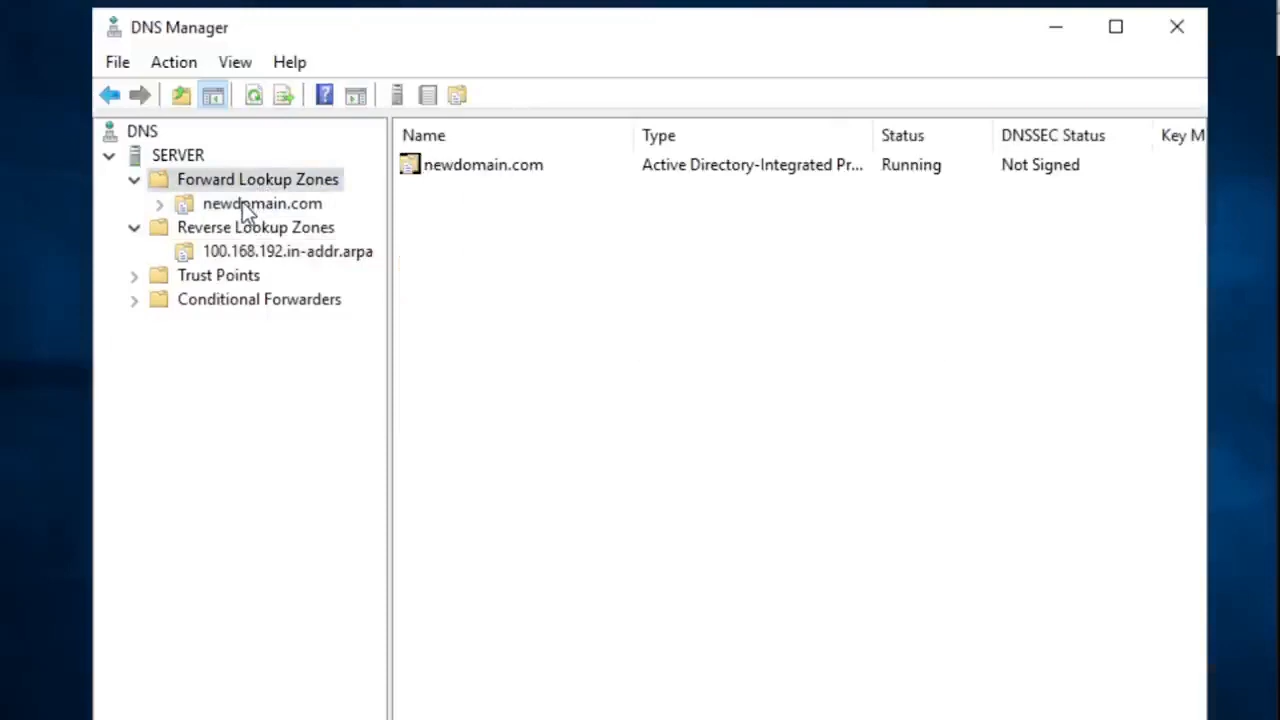 DNS Manager
File Action View Help
DNS
SERVER
Forward Lookup Zones
newdomain.com
Reverse Lookup Zones
100.168.192.in-addr.arpa
Trust Points
Conditional Forwarders
Name Type Status DNSSEC Status Key M
newdomain.com Active Directory-Integrated Pr... Running Not Signed